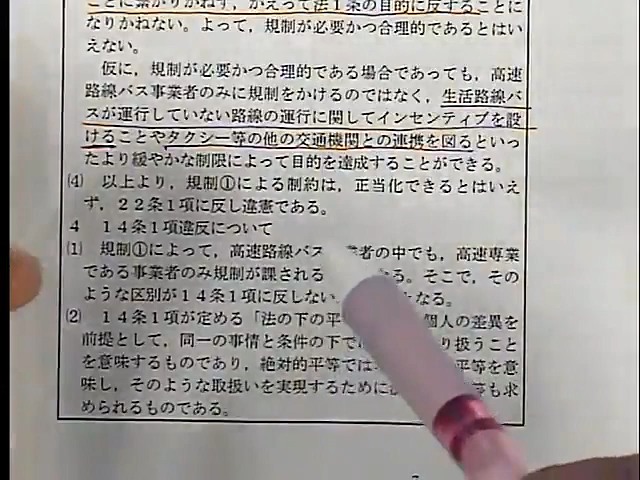 とに繋がりかねず，かえって法１条の目的に反することに
なりかねない。よって，規制が必要かつ合理的であるとはい
えない。
仮に，規制が必要かつ合理的である場合であっても，高速
路線バス事業者のみに規制をかけるのではなく，生活路線バ
スが運行していない路線の運行に関してインセンティブを設
けることやタクシー等の他の交通機関との連携を図るといっ
たより緩やかな制限によって目的を達成することができる。
⑷ 以上より，規制①による制約は，正当化できるとはいえ
ず，２２条１項に反し違憲である。
４ １４条１項違反について
⑴ 規制①によって，高速路線バス 業者の中でも，高速専業
である事業者のみ規制が課される なる。そこで，その
ような区別が１４条１項に反しない となる。
⑵ １４条１項が定める「法の下の平 個人の差異を
前提として，同一の事情と条件の下で り扱うこと
を意味するものであり，絶対的平等では 平等を意
味し，そのような取扱いを実現するために 等も求
められるものである。